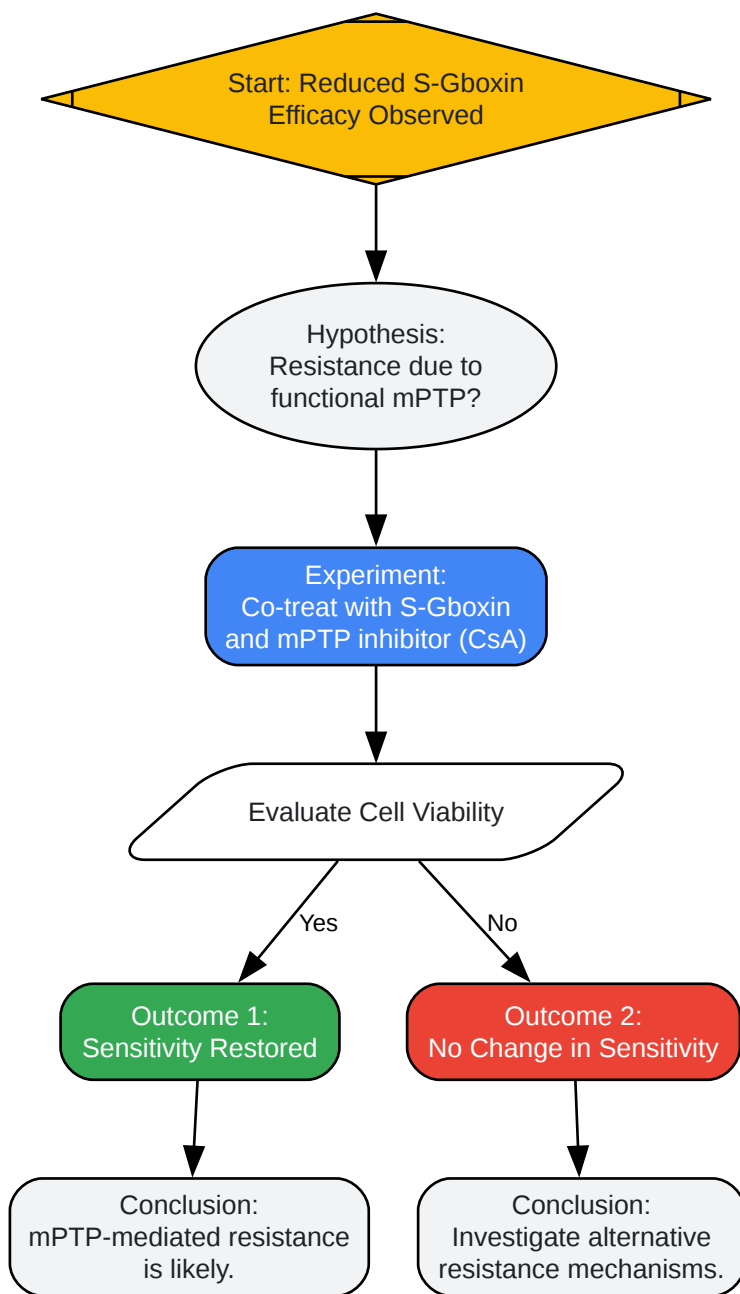 Start: Reduced S-Gboxin
Efficacy Observed
Hypothesis:
Resistance due to
functional mPTP?
Experiment:
Co-treat with S-Gboxin
and mPTP inhibitor (CsA)
Evaluate Cell Viability
Yes
No
Outcome 1:
Sensitivity Restored
Outcome 2:
No Change in Sensitivity
Conclusion:
mPTP-mediated resistance
is likely.
Conclusion:
Investigate alternative
resistance mechanisms.